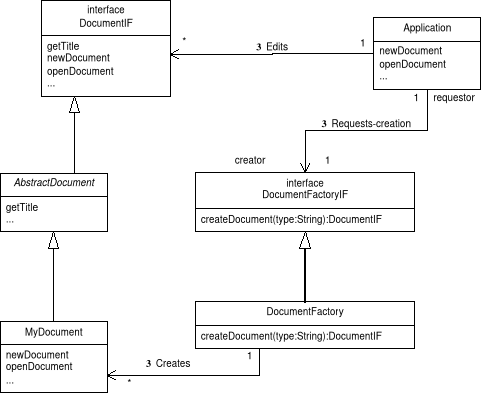 interface
DocumentIF
getTitle
newDocument
openDocument
...
Application
newDocument
openDocument
...
*
3 Edits
1
1
requestor
3 Requests-creation
creator
1
AbstractDocument
getTitle
...
interface
DocumentFactoryIF
createDocument(type:String):DocumentIF
DocumentFactory
createDocument(type:String):DocumentIF
MyDocument
newDocument
openDocument
...
1
3 Creates
*